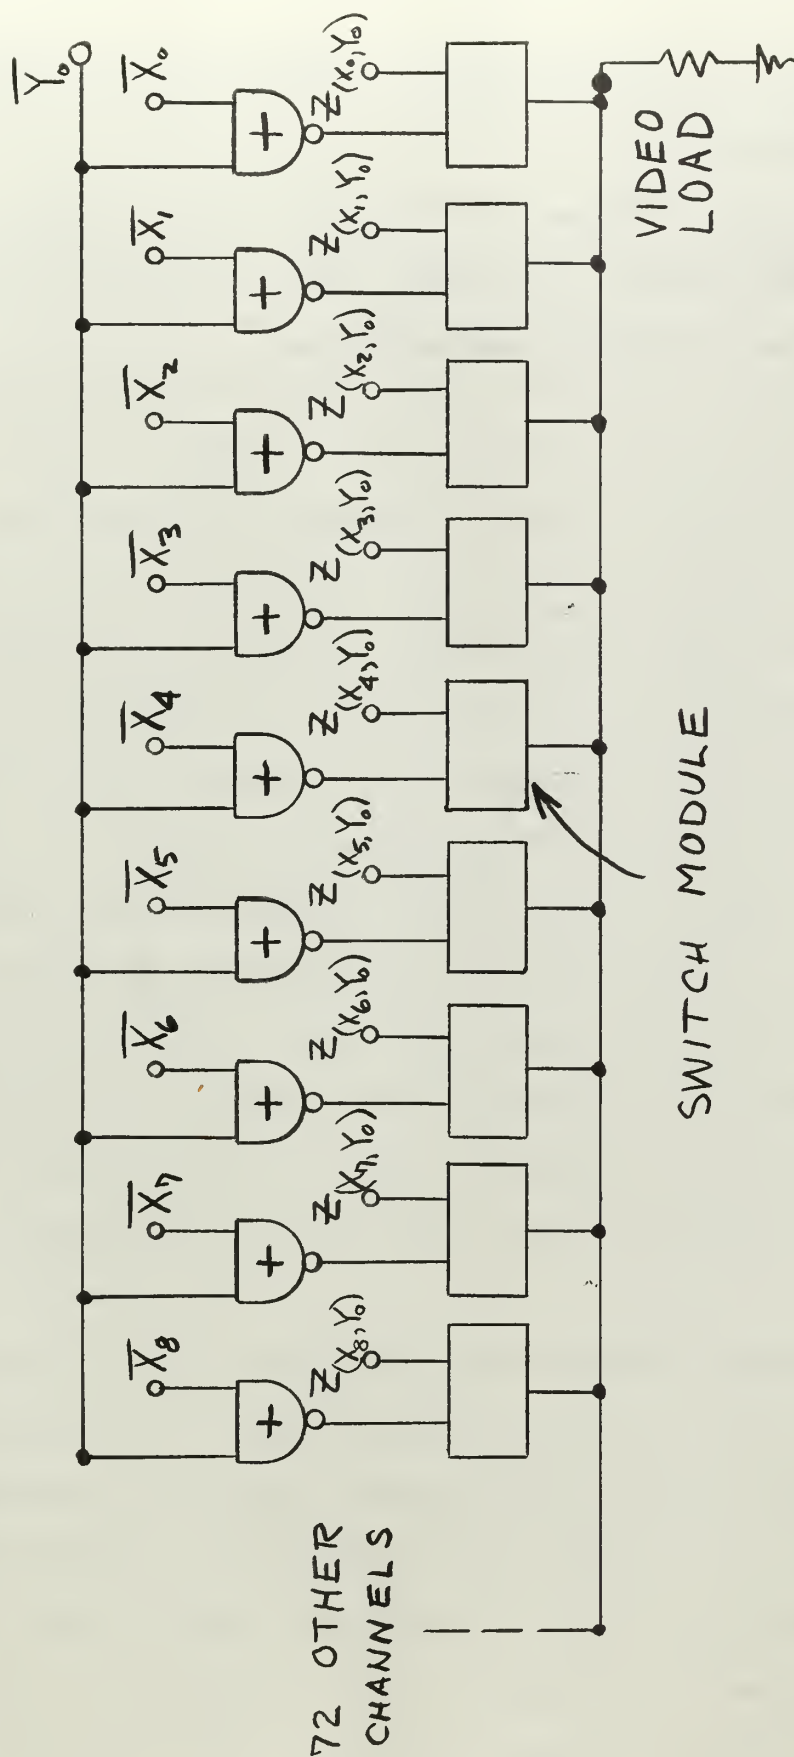 Y̅₀
X̅₀
X̅₁
X̅₂
X̅₃
X̅₄
X̅₅
X̅₆
X̅₇
X̅₈
+
+
+
+
+
+
+
+
+
Z(X₀,Y₀)
Z(X₁,Y₀)
Z(X₂,Y₀)
Z(X₃,Y₀)
Z(X₄,Y₀)
Z(X₅,Y₀)
Z(X₆,Y₀)
Z(X₇,Y₀)
Z(X₈,Y₀)
VIDEO
LOAD
SWITCH MODULE
72 OTHER
CHANNELS